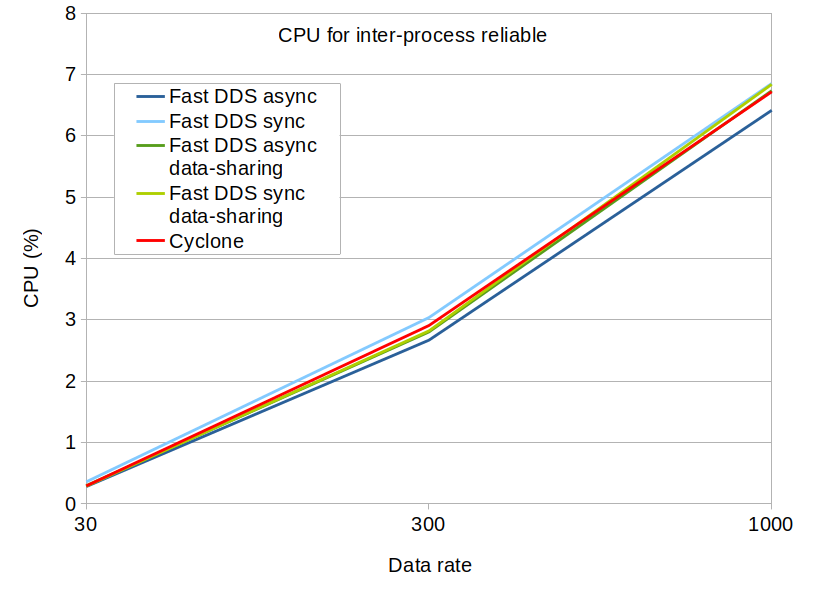 CPU for inter-process reliable
8
7
6
5
4
3
2
1
0
CPU (%)
Fast DDS async
Fast DDS sync
Fast DDS async
data-sharing
Fast DDS sync
data-sharing
Cyclone
30 300 1000
Data rate